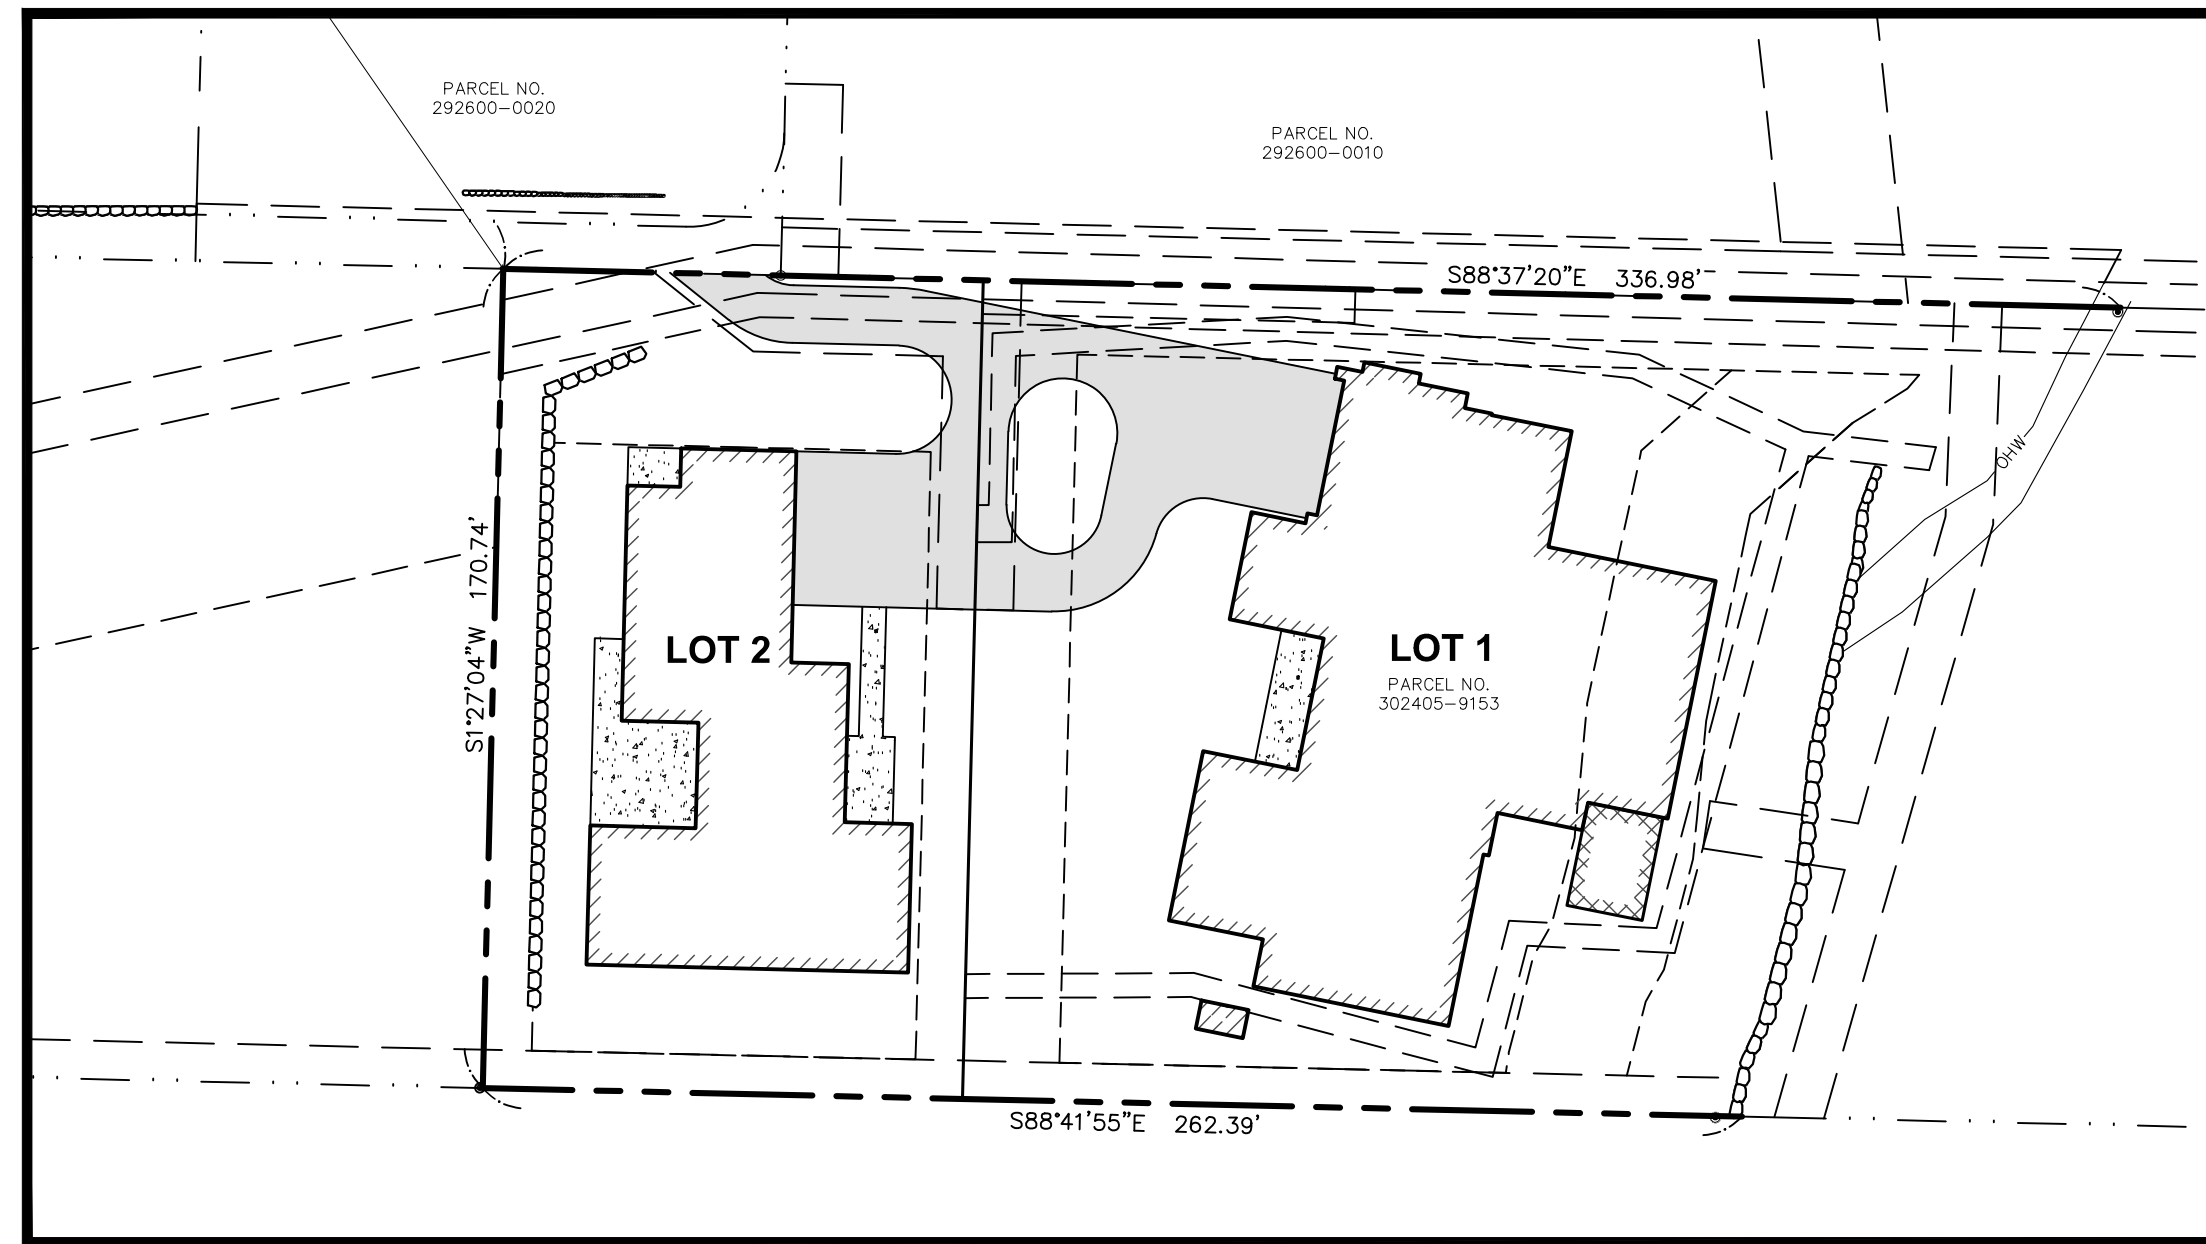 PARCEL NO.
292600-0020
PARCEL NO.
292600-0010
S88°37'20"E 336.98'
OHW
S1°27'04"W 170.74'
LOT 2
LOT 1
PARCEL NO.
302405-9153
S88°41'55"E 262.39'